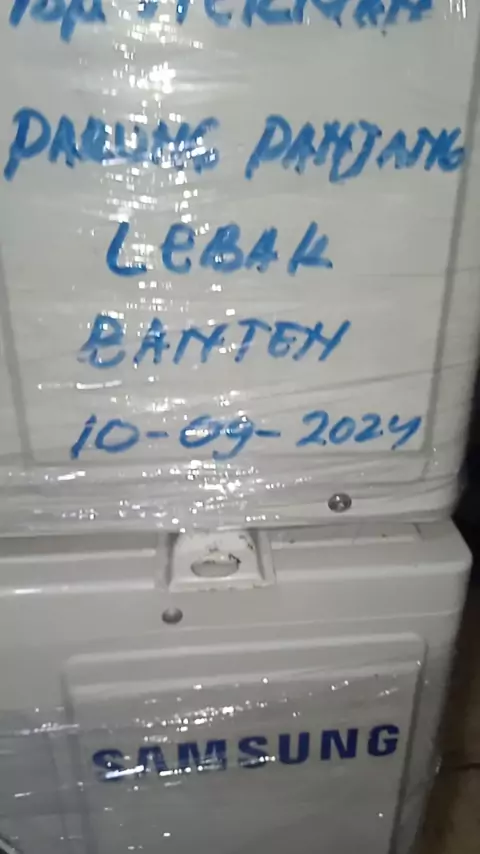 PARUNG PANJANG
LEBAK
BANTEN
10-09-2024
SAMSUNG